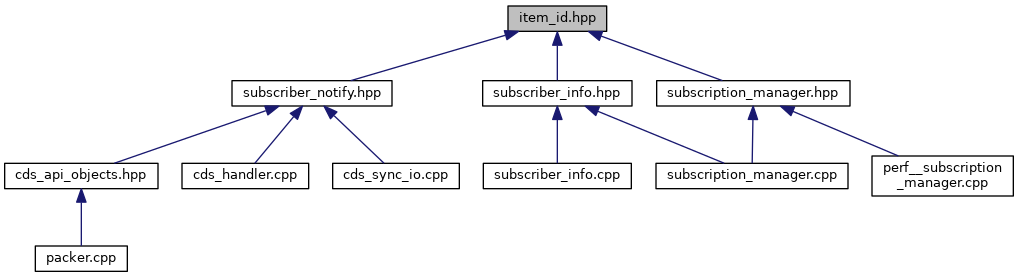 item_id.hpp
subscriber_notify.hpp
subscriber_info.hpp
subscription_manager.hpp
cds_api_objects.hpp
cds_handler.cpp
cds_sync_io.cpp
subscriber_info.cpp
subscription_manager.cpp
perf__subscription
_manager.cpp
packer.cpp